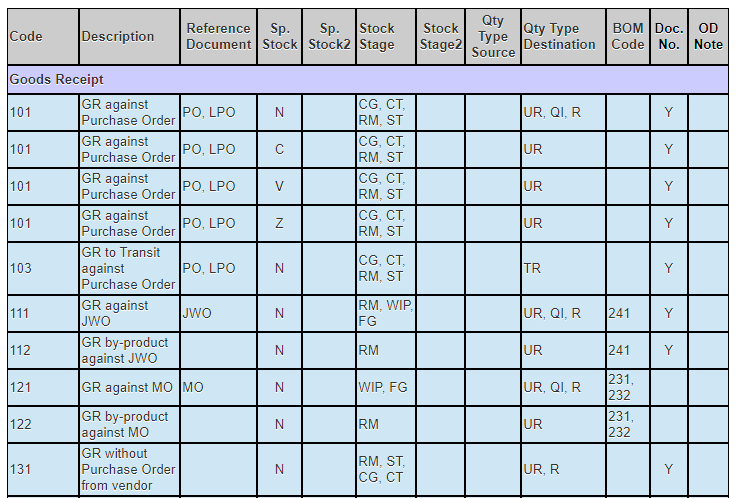 Code Description Reference Document Sp. Stock Sp. Stock2 Stock Stage Stock Stage2 Qty Type Source Qty Type Destination BOM Code Doc. No. OD Note
Goods Receipt
101 GR against Purchase Order PO, LPO N CG, CT, RM, ST UR, QI, R Y
101 GR against Purchase Order PO, LPO C CG, CT, RM, ST UR Y
101 GR against Purchase Order PO, LPO V CG, CT, RM, ST UR Y
101 GR against Purchase Order PO, LPO Z CG, CT, RM, ST UR Y
103 GR to Transit against Purchase Order PO, LPO N CG, CT, RM, ST TR Y
111 GR against JWO JWO N RM, WIP, FG UR, QI, R 241 Y
112 GR by-product against JWO N RM UR 241 Y
121 GR against MO MO N WIP, FG UR, QI, R 231, 232
122 GR by-product against MO N RM UR 231, 232
131 GR without Purchase Order from vendor N RM, ST, CG, CT UR, R Y